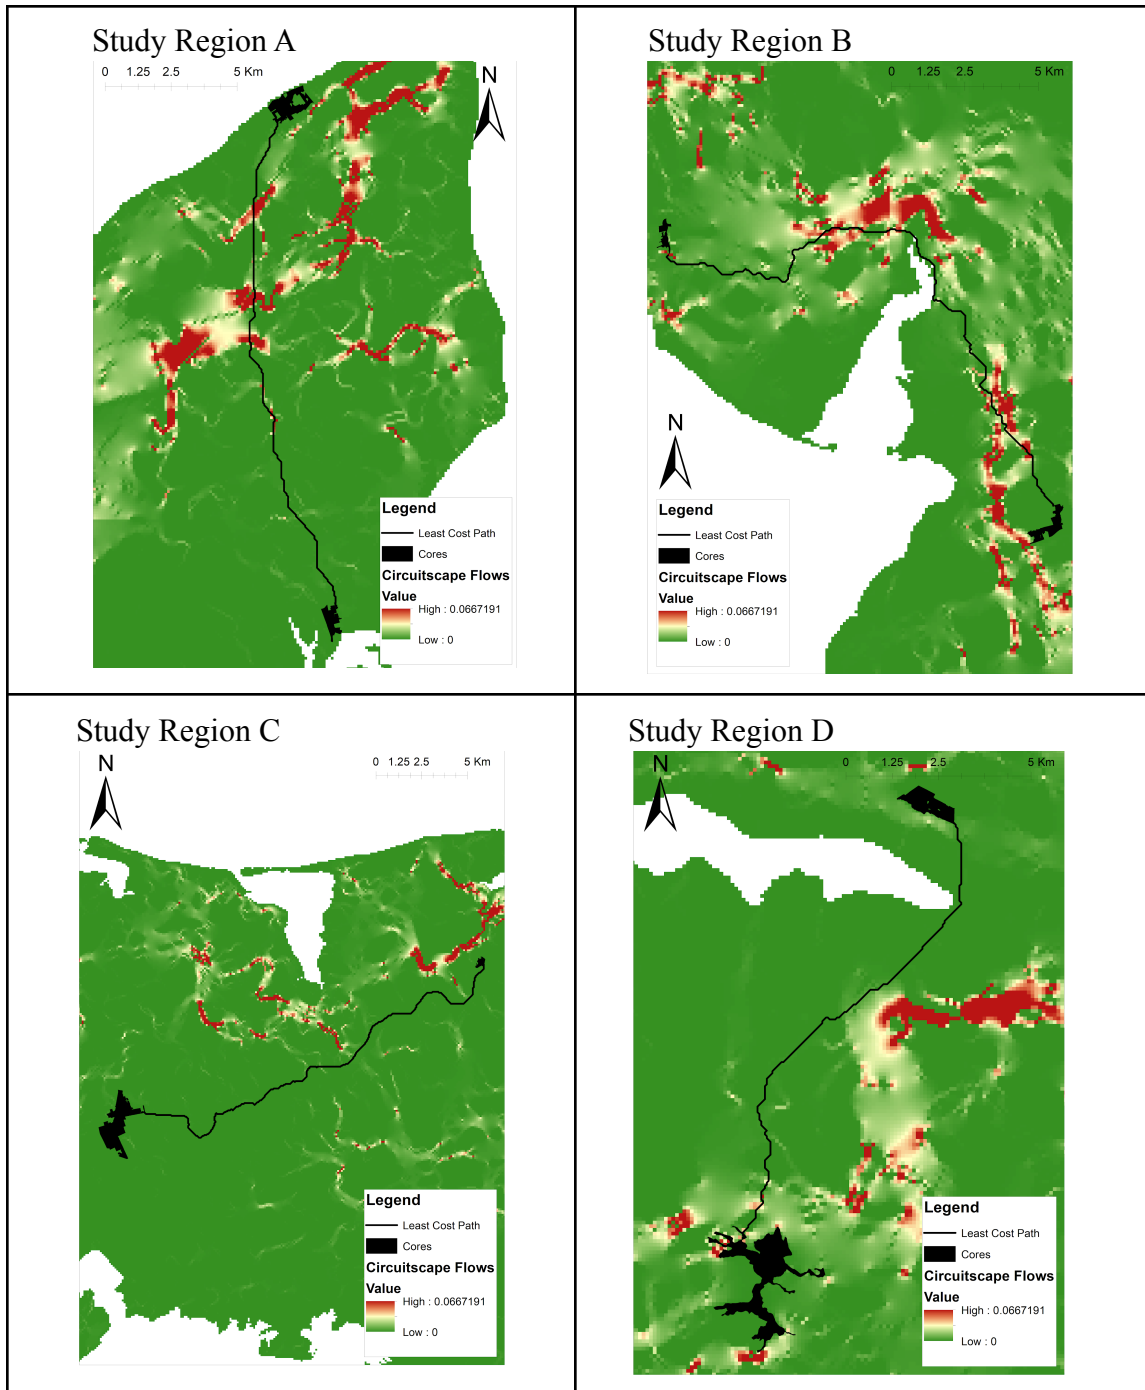 Study Region A
0 1.25 2.5 5 Km
N
Legend
Least Cost Path
Cores
Circuitscape Flows
Value
High : 0.0667191
Low : 0
Study Region B
0 1.25 2.5 5 Km
N
Legend
Least Cost Path
Cores
Circuitscape Flows
Value
High : 0.0667191
Low : 0
Study Region C
N
0 1.25 2.5 5 Km
Legend
Least Cost Path
Cores
Circuitscape Flows
Value
High : 0.0667191
Low : 0
Study Region D
N
0 1.25 2.5 5 Km
Legend
Least Cost Path
Cores
Circuitscape Flows
Value
High : 0.0667191
Low : 0